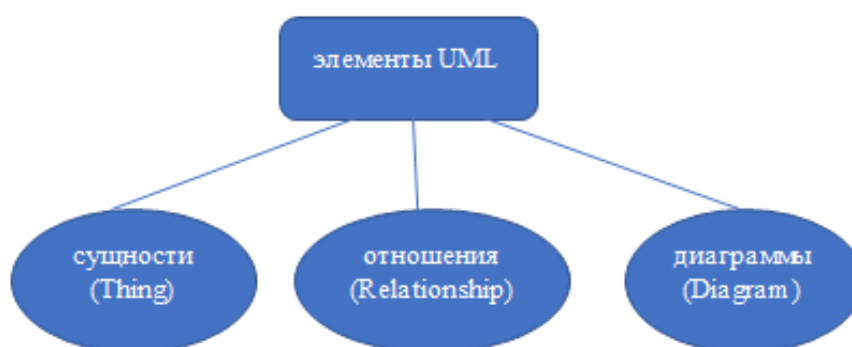 элементы UML
сущности
(Thing)
отношения
(Relationship)
диаграммы
(Diagram)